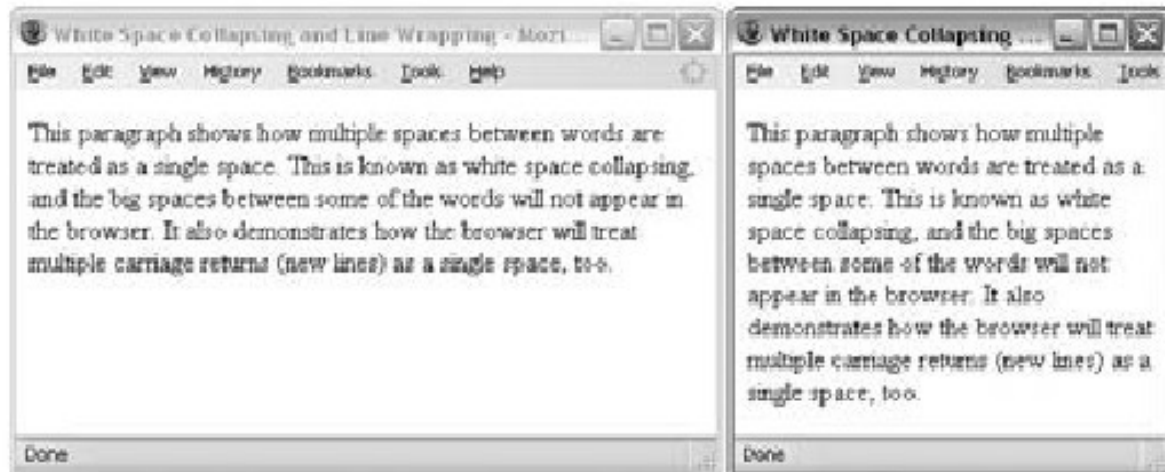 White Space Collapsing and Line Wrapping - Mozi...
File Edit View History Bookmarks Tools Help
This paragraph shows how multiple spaces between words are
treated as a single space. This is known as white space collapsing,
and the big spaces between some of the words will not appear in
the browser. It also demonstrates how the browser will treat
multiple carriage returns (new lines) as a single space, too.
Done
White Space Collapsing ...
File Edit View History Bookmarks Tools
This paragraph shows how multiple
spaces between words are treated as a
single space. This is known as white
space collapsing, and the big spaces
between some of the words will not
appear in the browser. It also
demonstrates how the browser will treat
multiple carriage returns (new lines) as a
single space, too.
Done